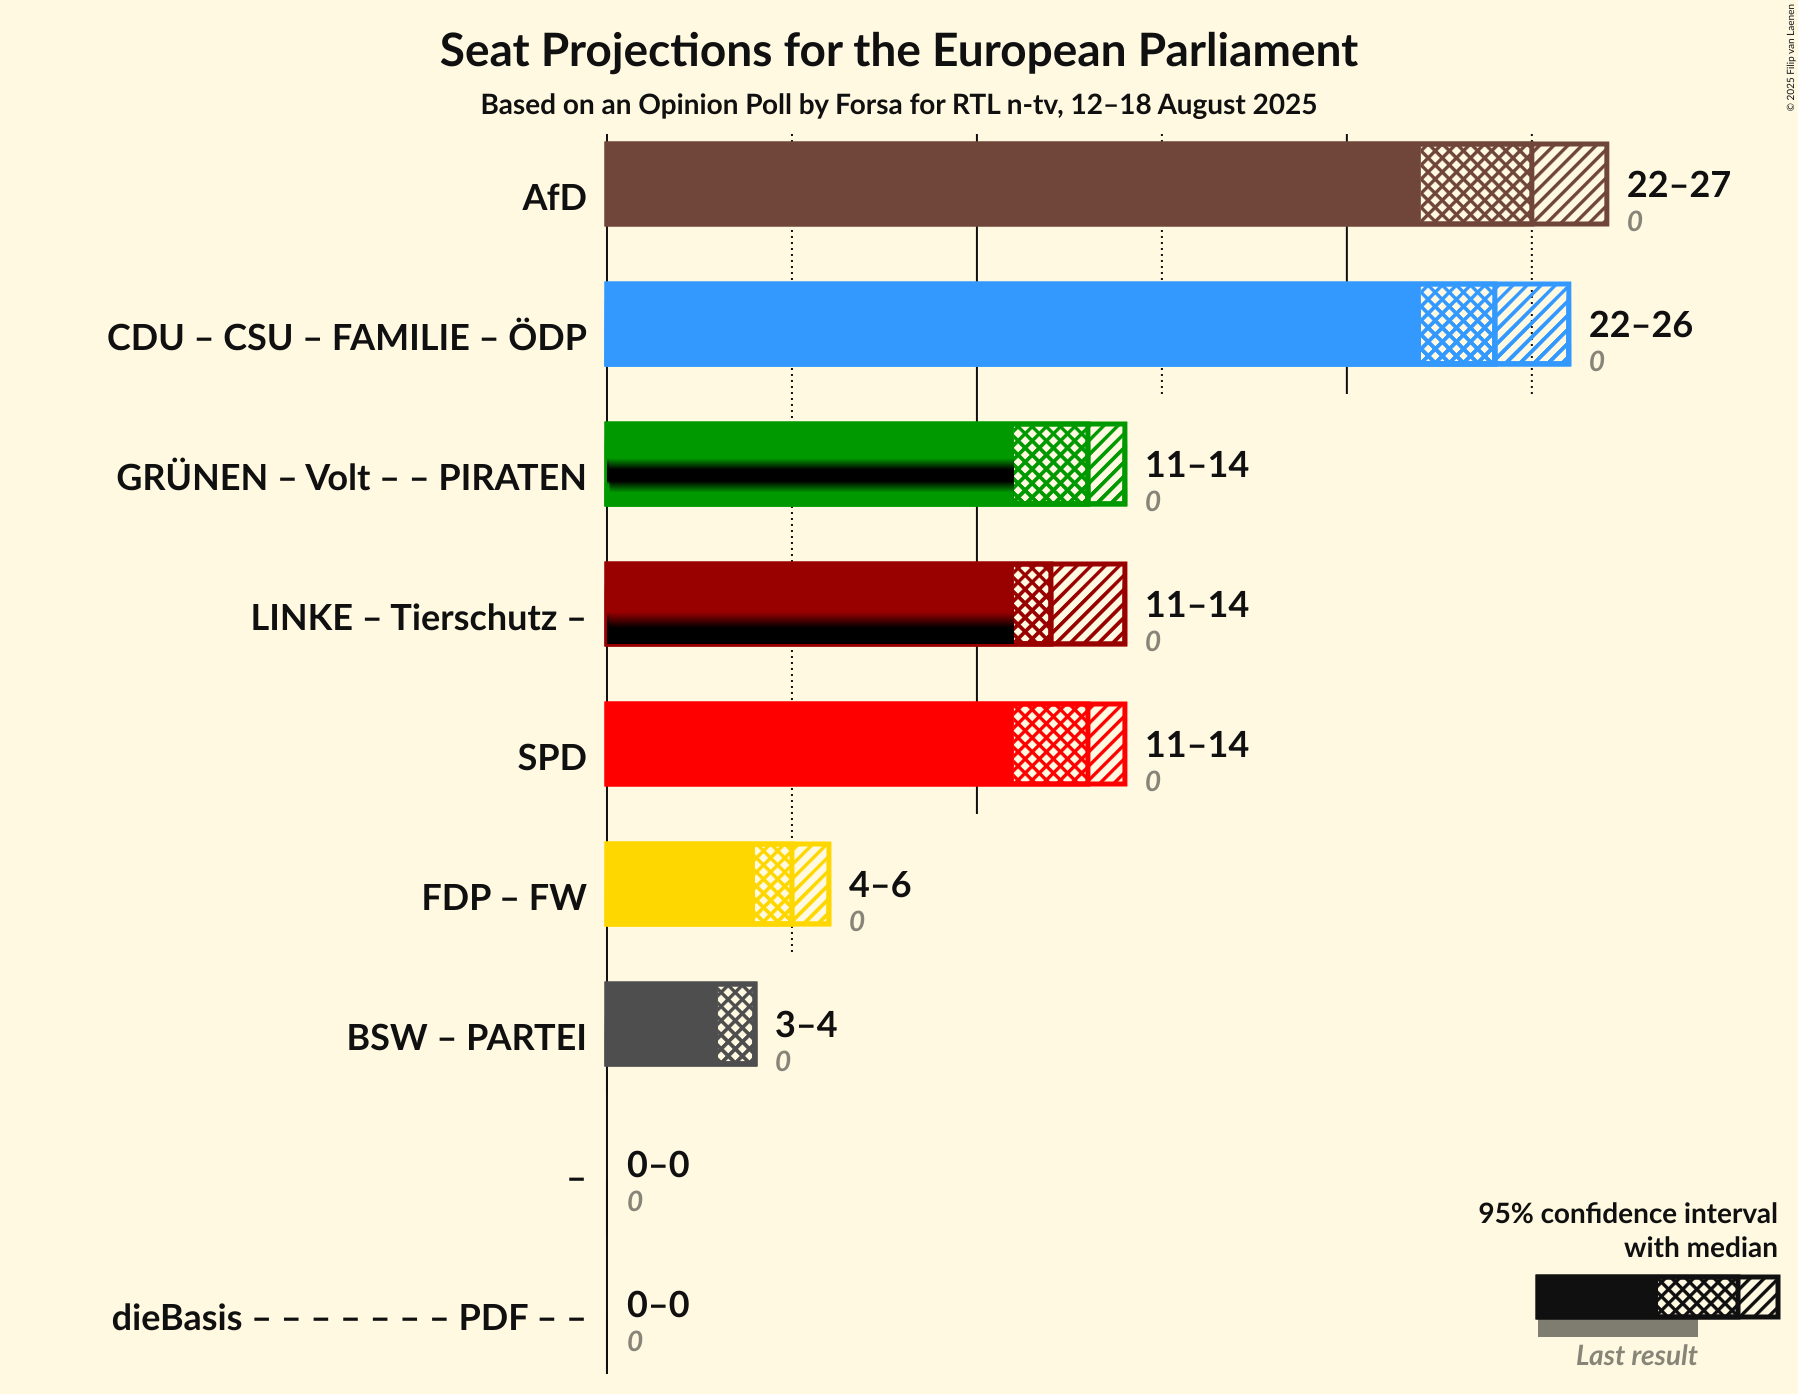 Seat Projections for the European Parliament
Based on an Opinion Poll by Forsa for RTL n-tv, 12–18 August 2025
© 2025 Filip van Laenen
AfD
22–27
0
CDU – CSU – FAMILIE – ÖDP
22–26
0
GRÜNEN – Volt – – PIRATEN
11–14
0
LINKE – Tierschutz –
11–14
0
SPD
11–14
0
FDP – FW
4–6
0
BSW – PARTEI
3–4
0
–
0–0
0
dieBasis – – – – – – – PDF – –
0–0
0
95% confidence interval
with median
Last result